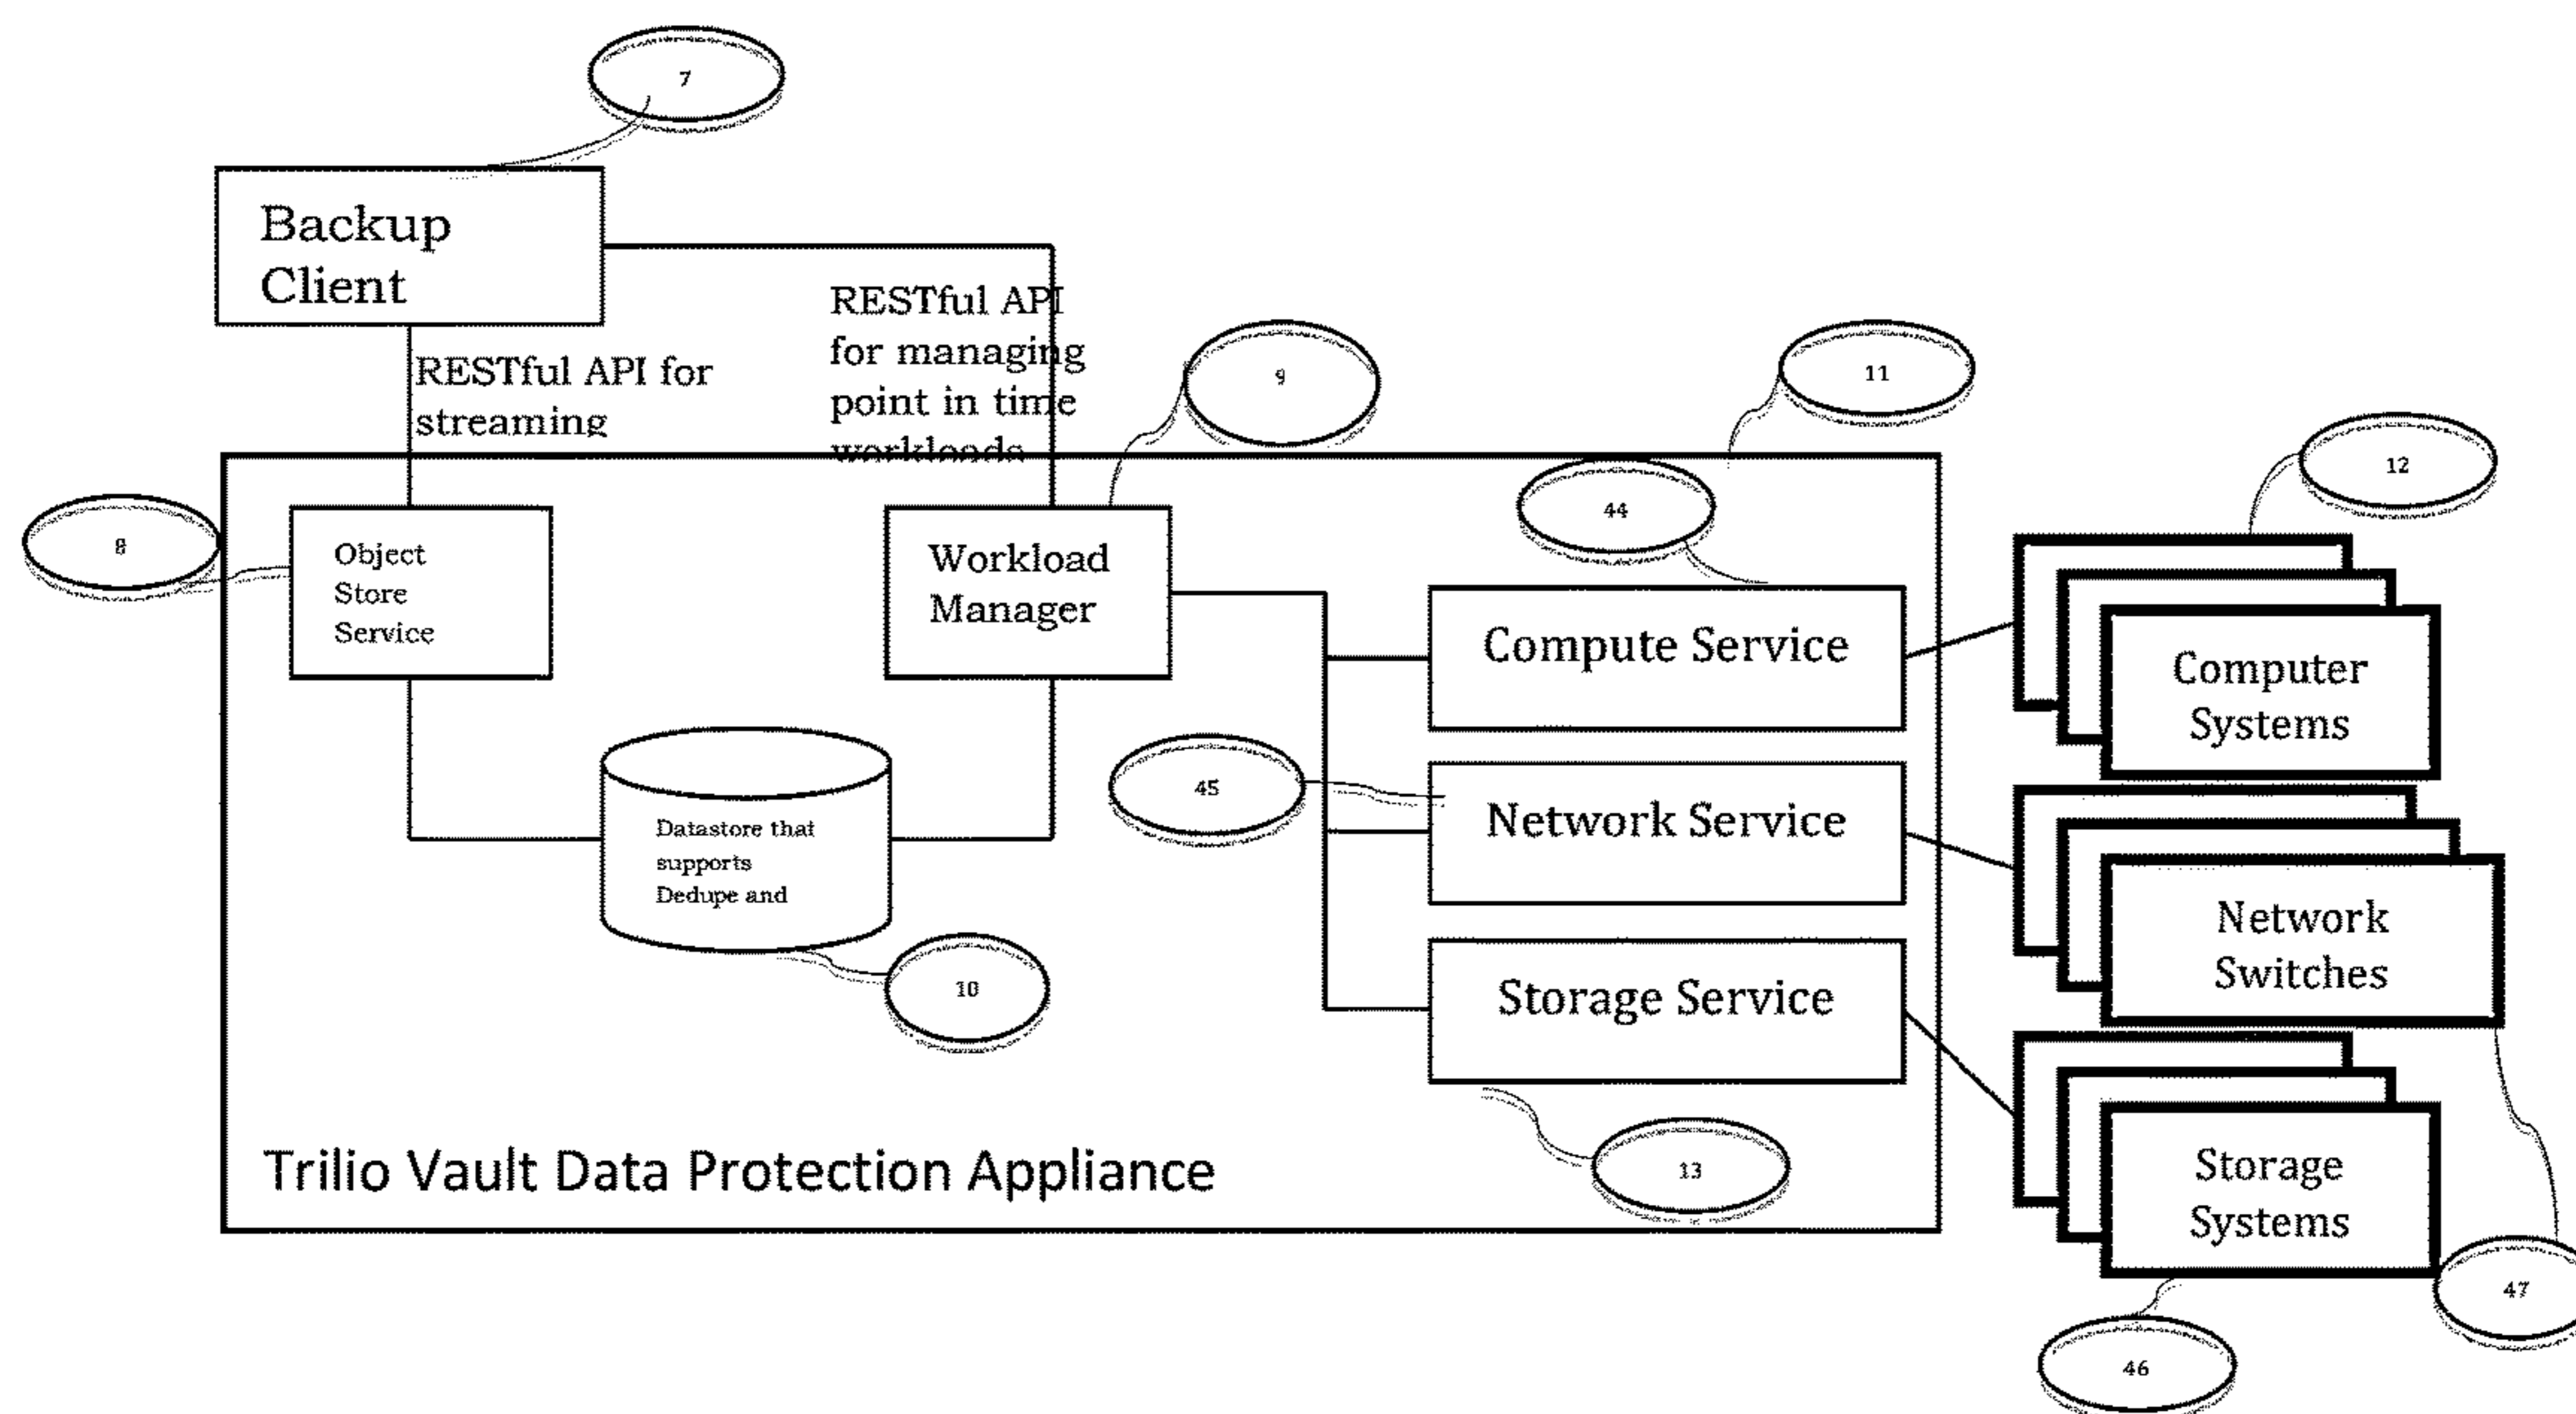 7
Backup
Client
RESTful API for
streaming
RESTful API
for managing
point in time
workloads
9
11
12
8
Object
Store
Service
Workload
Manager
44
Compute Service
Computer
Systems
45
Network Service
Network
Switches
Datastore that
supports
Dedupe and
10
Storage Service
13
Storage
Systems
Trilio Vault Data Protection Appliance
47
46